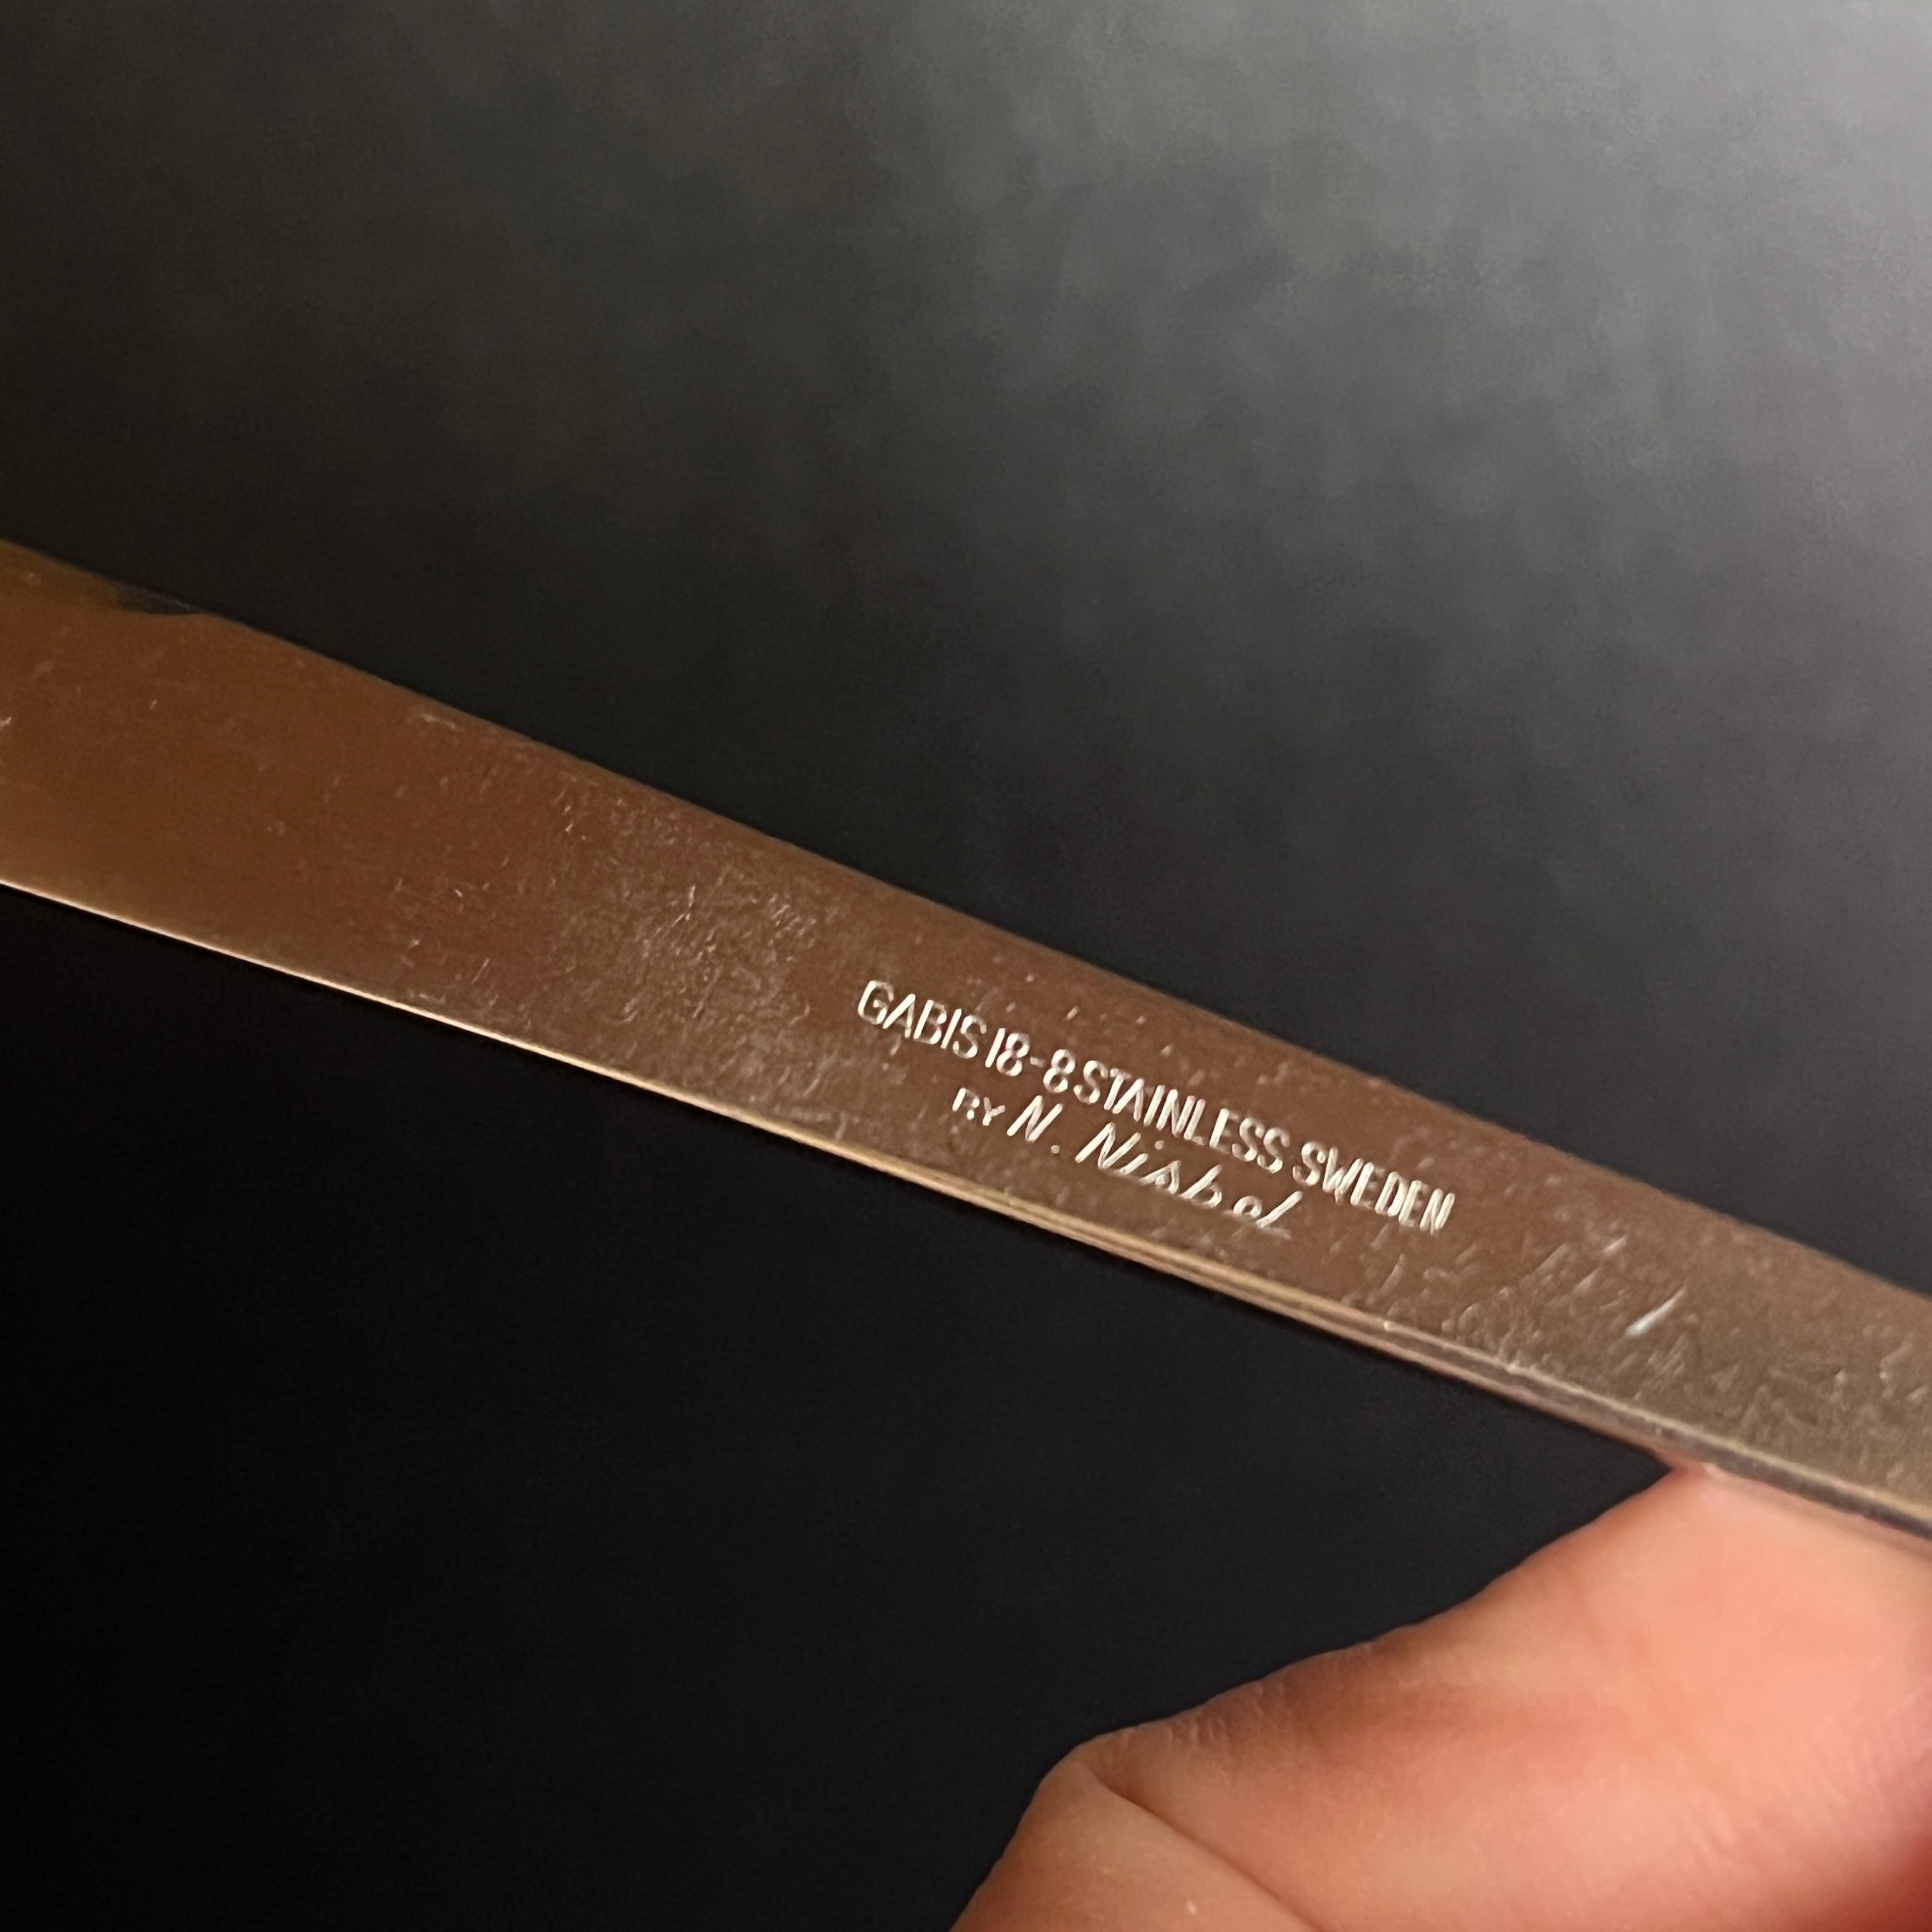 GABIS 18-8 STAINLESS SWEDEN
BY N. Nisbel